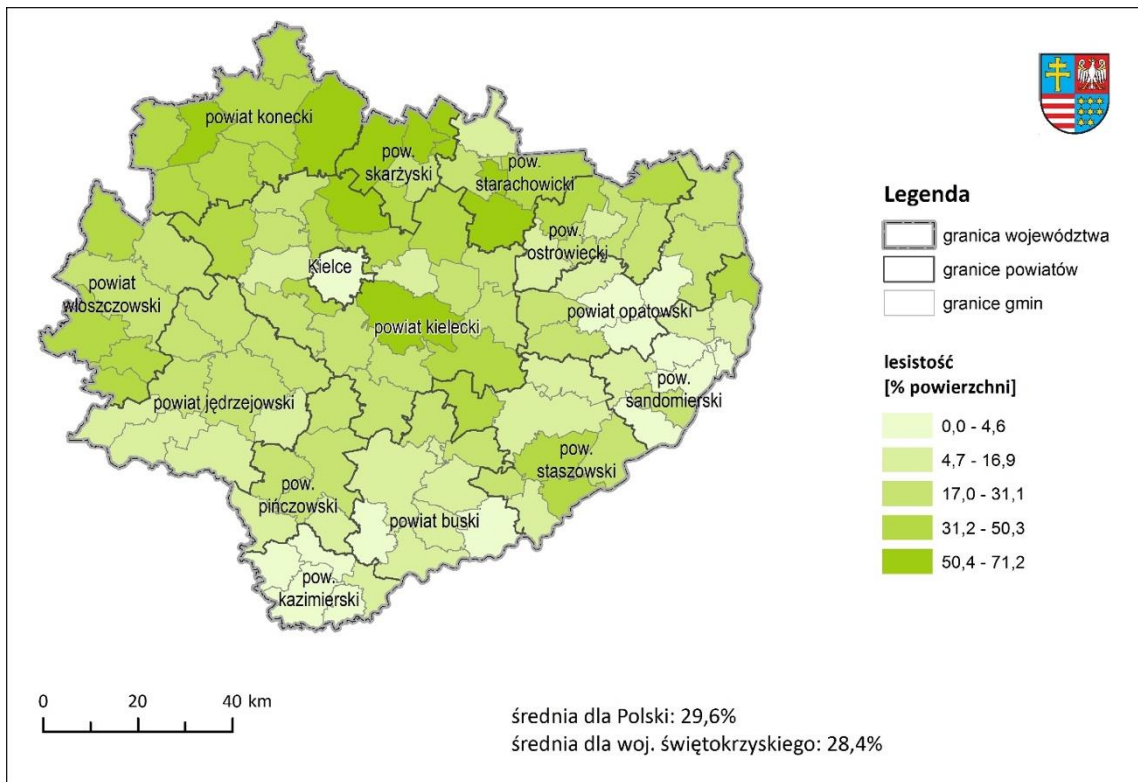 powiat konecki
pow.
skarżyski
pow.
starachowicki
pow.
ostrowiecki
Kielce
powiat
włoszczowski
powiat kielecki
powiat opatowski
powiat jędrzejowski
pow.
sandomierski
pow.
staszowski
pow.
pińczowski
powiat buski
pow.
kazimierski
Legenda
granica województwa
granice powiatów
granice gmin
lesistość
[% powierzchni]
0,0 - 4,6
4,7 - 16,9
17,0 - 31,1
31,2 - 50,3
50,4 - 71,2
0 20 40 km
średnia dla Polski: 29,6%
średnia dla woj. świętokrzyskiego: 28,4%